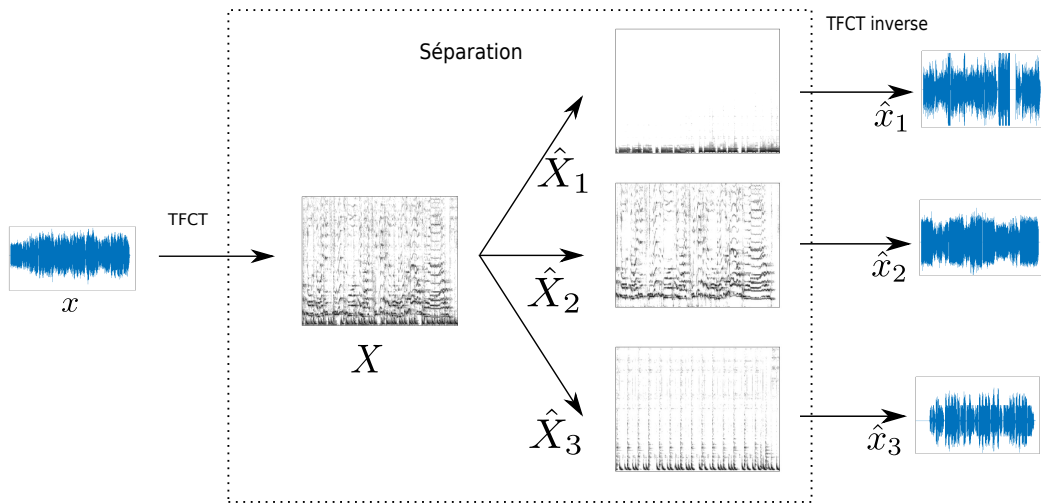 TFCT inverse
Séparation
TFCT
x
X
X̂₁
X̂₂
X̂₃
x̂₁
x̂₂
x̂₃